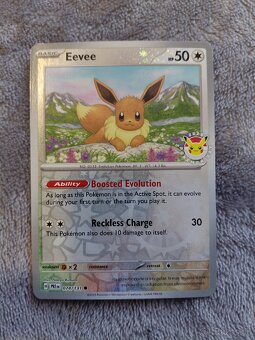 BASIC
Eevee
HP50
Ability Boosted Evolution
As long as this Pokémon is in the Active Spot, it can evolve
during your first turn or the turn you play it.
Reckless Charge 30
This Pokémon also does 10 damage to itself.
weakness ×2 resistance retreat